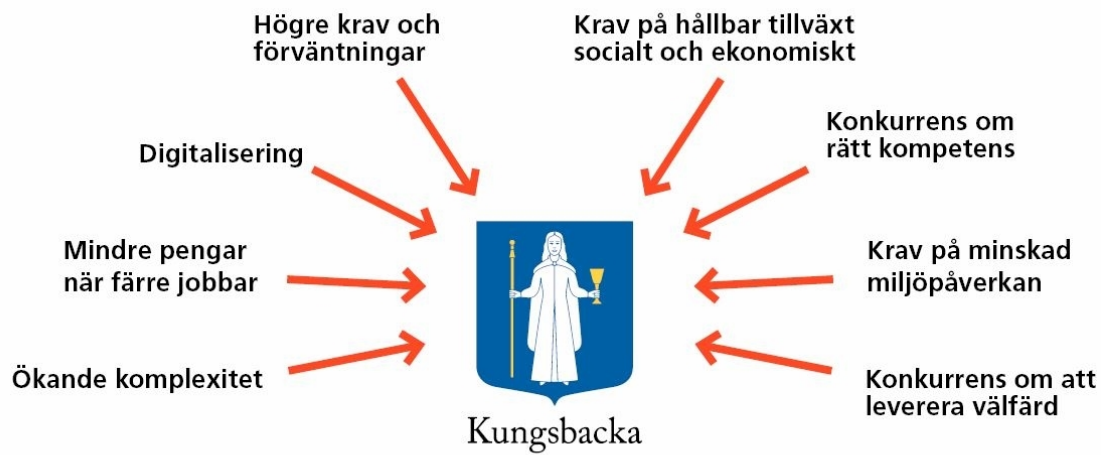 Högre krav och
förväntningar
Krav på hållbar tillväxt
socialt och ekonomiskt
Digitalisering
Konkurrens om
rätt kompetens
Mindre pengar
när färre jobbar
Krav på minskad
miljöpåverkan
Ökande komplexitet
Konkurrens om att
leverera välfärd
Kungsbacka